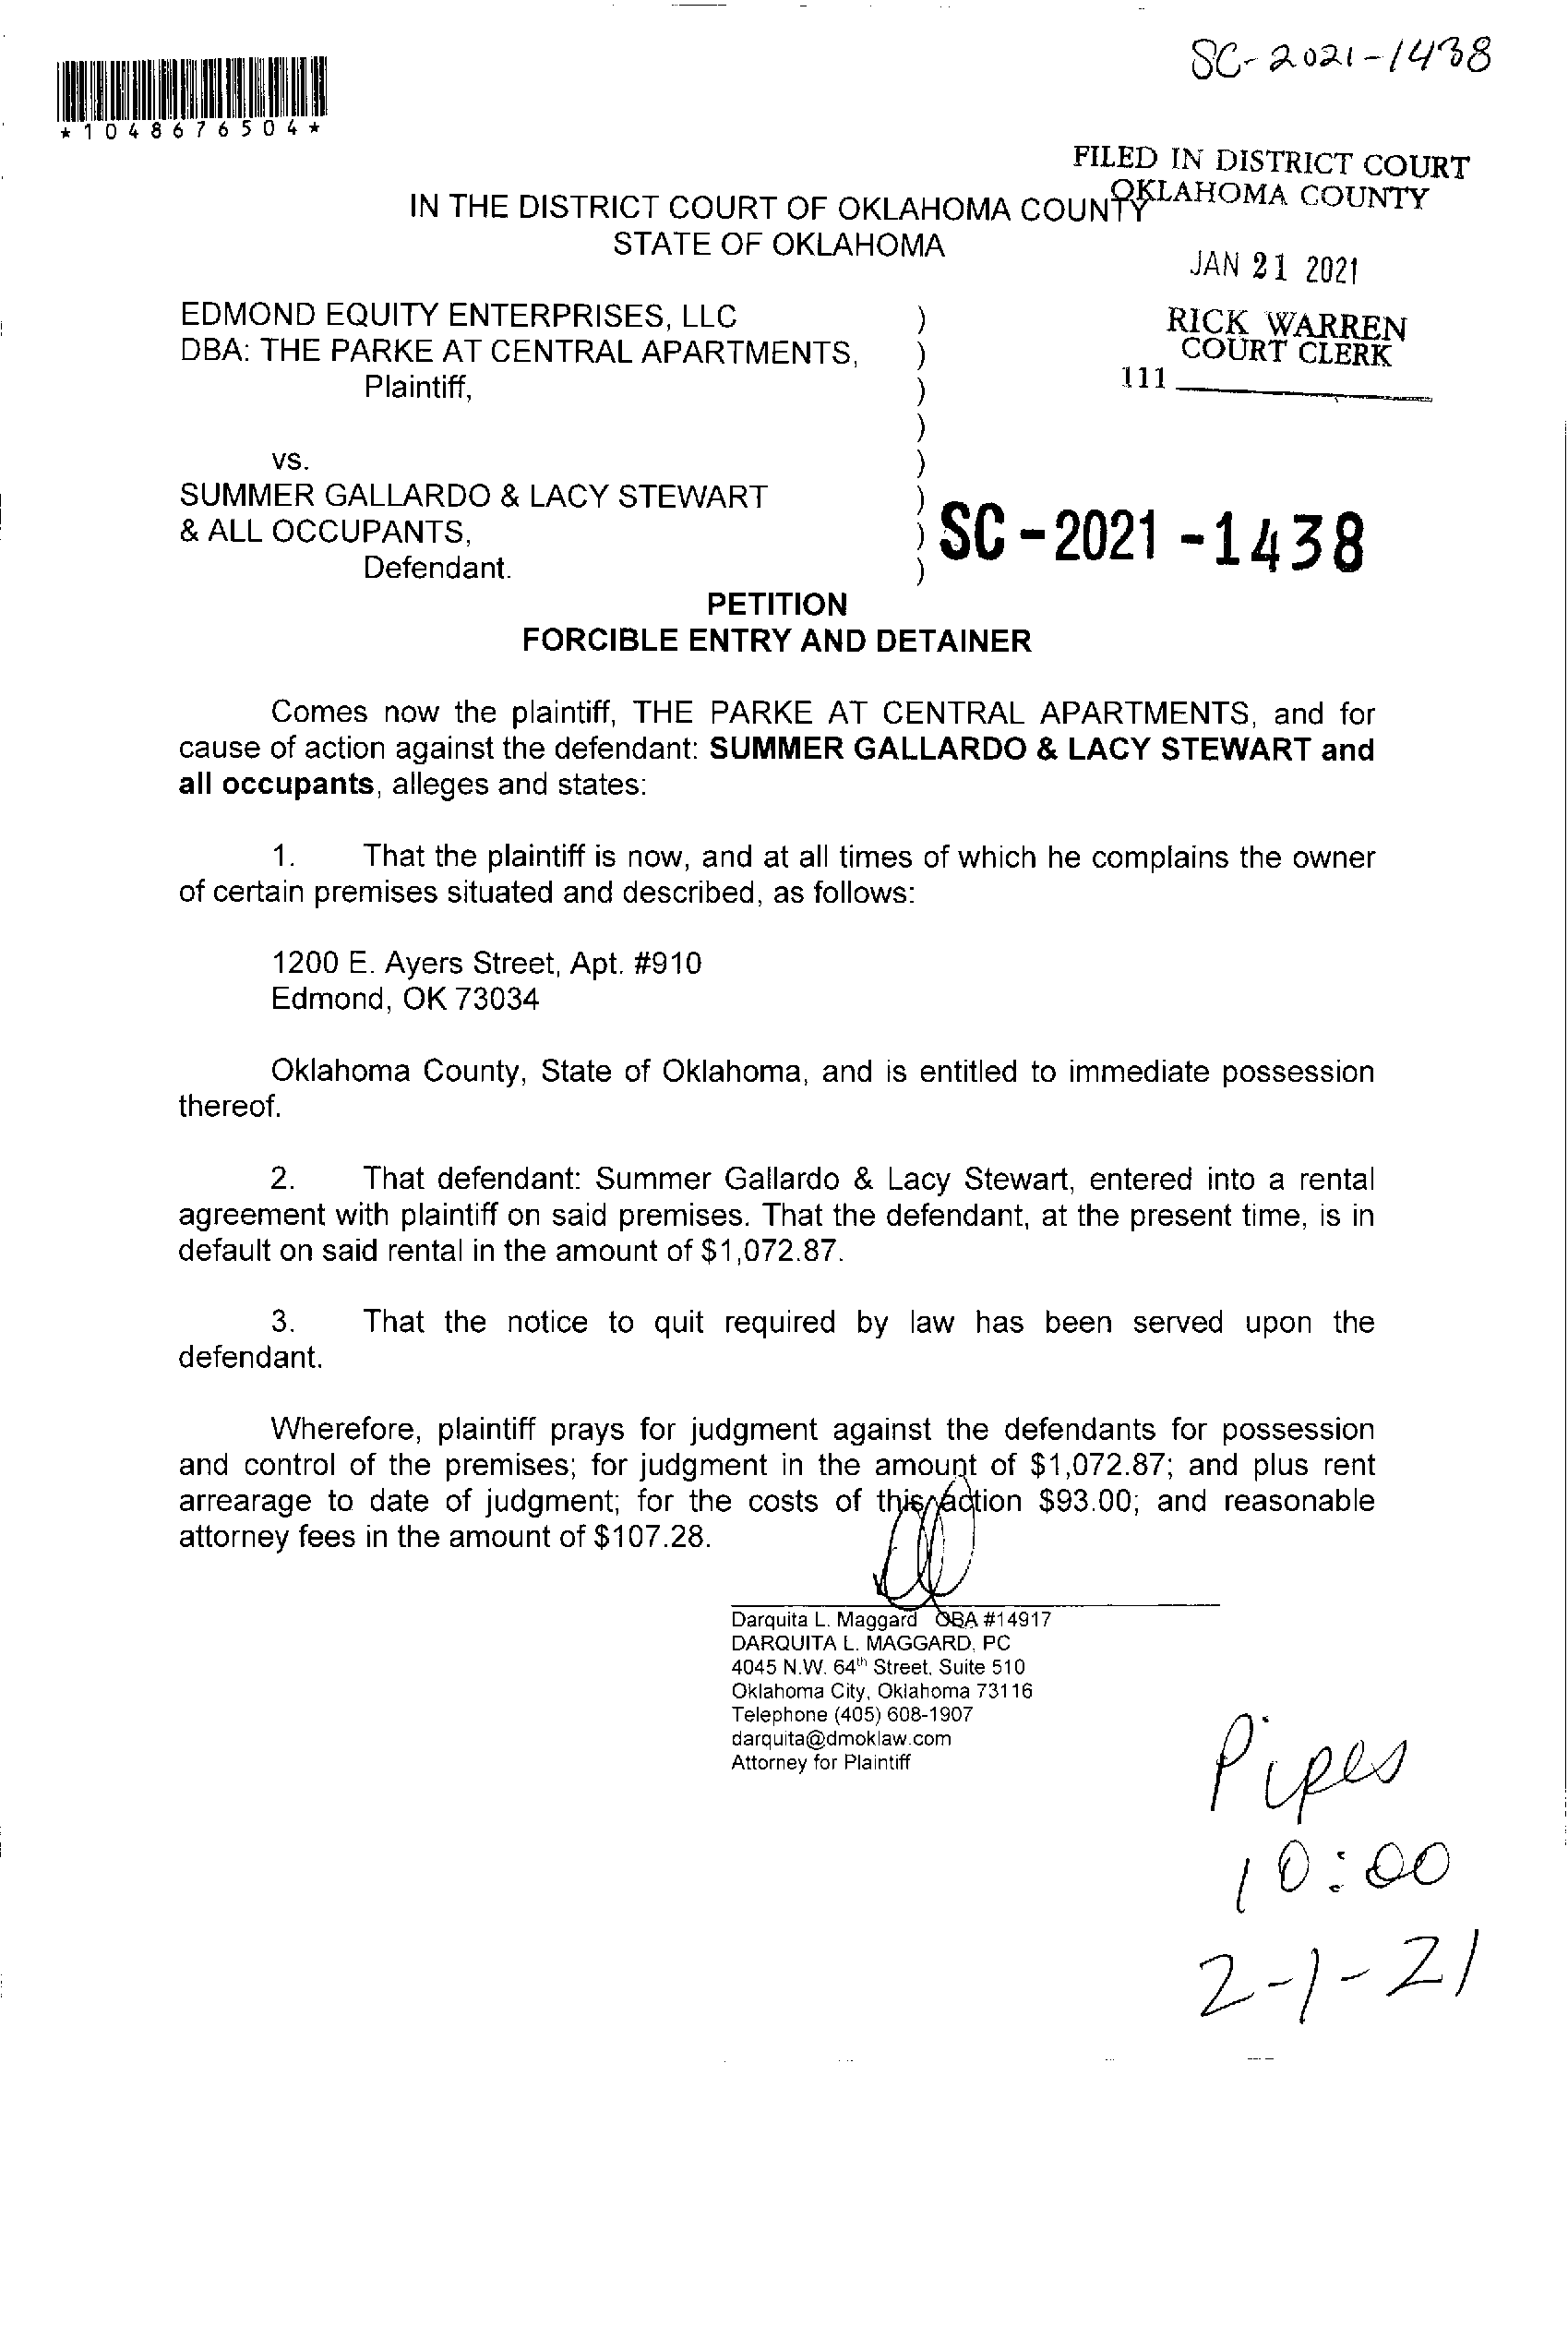 SC-2021-1438
*1048676504*
FILED IN DISTRICT COURT
OKLAHOMA COUNTY
IN THE DISTRICT COURT OF OKLAHOMA COUNTY
STATE OF OKLAHOMA
JAN 21 2021
EDMOND EQUITY ENTERPRISES, LLC )
DBA: THE PARKE AT CENTRAL APARTMENTS, )
Plaintiff, )
)
RICK WARREN
COURT CLERK
111
vs. )
SUMMER GALLARDO & LACY STEWART )
& ALL OCCUPANTS, )
Defendant. )
SC-2021-1438
PETITION
FORCIBLE ENTRY AND DETAINER
Comes now the plaintiff, THE PARKE AT CENTRAL APARTMENTS, and for
cause of action against the defendant: SUMMER GALLARDO & LACY STEWART and
all occupants, alleges and states:
1. That the plaintiff is now, and at all times of which he complains the owner
of certain premises situated and described, as follows:
1200 E. Ayers Street, Apt. #910
Edmond, OK 73034
Oklahoma County, State of Oklahoma, and is entitled to immediate possession
thereof.
2. That defendant: Summer Gallardo & Lacy Stewart, entered into a rental
agreement with plaintiff on said premises. That the defendant, at the present time, is in
default on said rental in the amount of $1,072.87.
3. That the notice to quit required by law has been served upon the
defendant.
Wherefore, plaintiff prays for judgment against the defendants for possession
and control of the premises; for judgment in the amount of $1,072.87; and plus rent
arrearage to date of judgment; for the costs of this action $93.00; and reasonable
attorney fees in the amount of $107.28.
Darquita L. Maggard OBA #14917
DARQUITA L. MAGGARD, PC
4045 N.W. 64th Street, Suite 510
Oklahoma City, Oklahoma 73116
Telephone (405) 608-1907
darquita@dmoklaw.com
Attorney for Plaintiff
Pipes
10:00
2-1-21